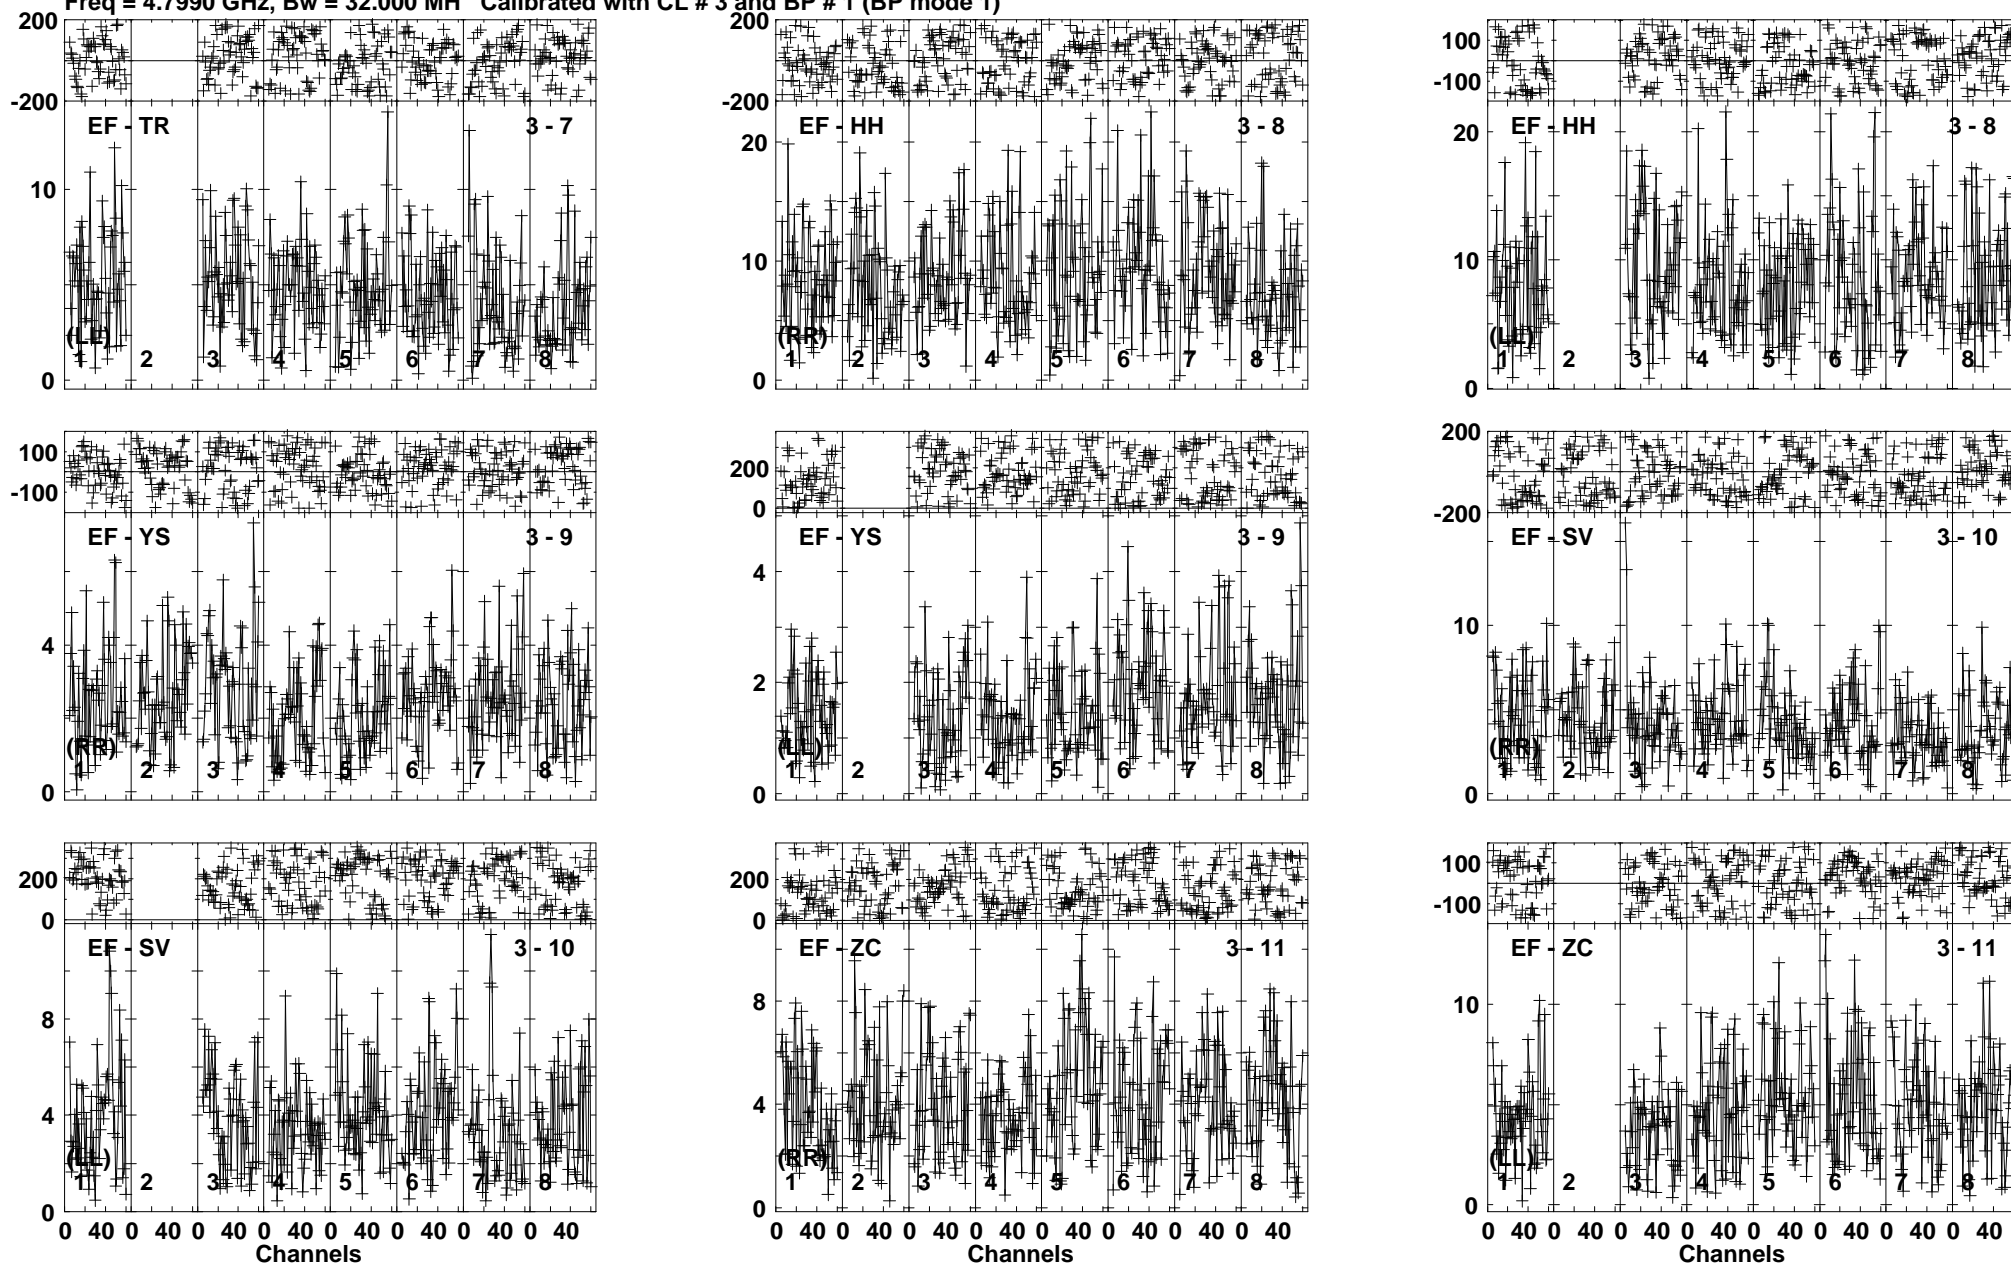 Freq = 4.7990 GHz, Bw = 32.000 MH Calibrated with CL # 3 and BP # 1 (BP mode 1)
200
-200
EF - TR 3 - 7
10
0
(LL)
1 2 3 4 5 6 7 8
200
-200
EF - HH 3 - 8
20
10
0
(RR)
1 2 3 4 5 6 7 8
100
-100
EF - HH 3 - 8
20
10
0
(LL)
1 2 3 4 5 6 7 8
100
-100
EF - YS 3 - 9
4
0
(RR)
1 2 3 4 5 6 7 8
200
0
EF - YS 3 - 9
4
2
0
(LL)
1 2 3 4 5 6 7 8
200
-200
EF - SV 3 - 10
10
0
(RR)
1 2 3 4 5 6 7 8
200
0
EF - SV 3 - 10
8
4
0
(LL)
1 2 3 4 5 6 7 8
0 40 0 40 0 40 0 40 0 40 0 40 0 40 0 40
Channels
200
0
EF - ZC 3 - 11
8
4
0
(RR)
1 2 3 4 5 6 7 8
0 40 0 40 0 40 0 40 0 40 0 40 0 40 0 40
Channels
100
-100
EF - ZC 3 - 11
10
0
(LL)
1 2 3 4 5 6 7 8
0 40 0 40 0 40 0 40 0 40 0 40 0 40 0 40
Channels